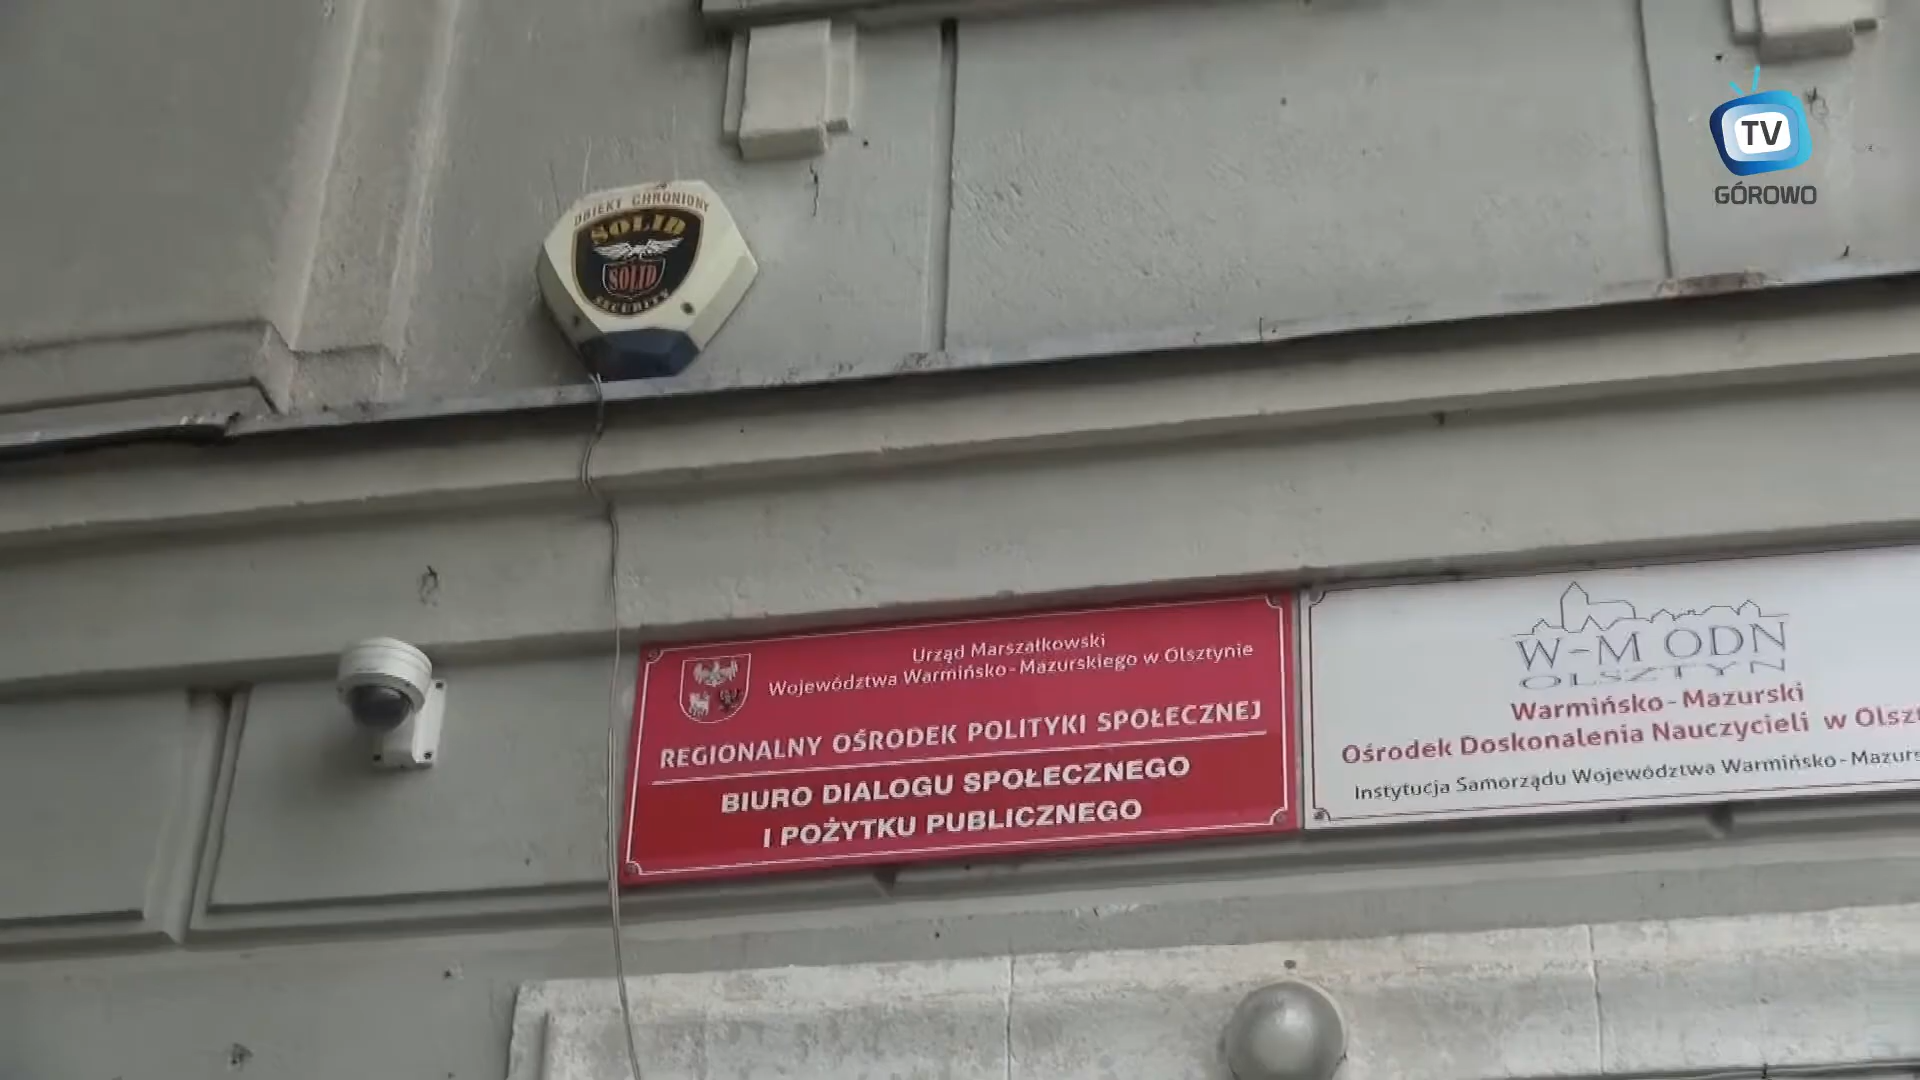 TV
GÓROWO
OBIEKT CHRONIONY
SOLID
SOLID
SECURITY
Urząd Marszałkowski
Województwa Warmińsko-Mazurskiego w Olsztynie
REGIONALNY OŚRODEK POLITYKI SPOŁECZNEJ
BIURO DIALOGU SPOŁECZNEGO
I POŻYTKU PUBLICZNEGO
W-M ODN
OLSZTYN
Warmińsko-Mazurski
Ośrodek Doskonalenia Nauczycieli w Olszt
Instytucja Samorządu Województwa Warmińsko-Mazurs